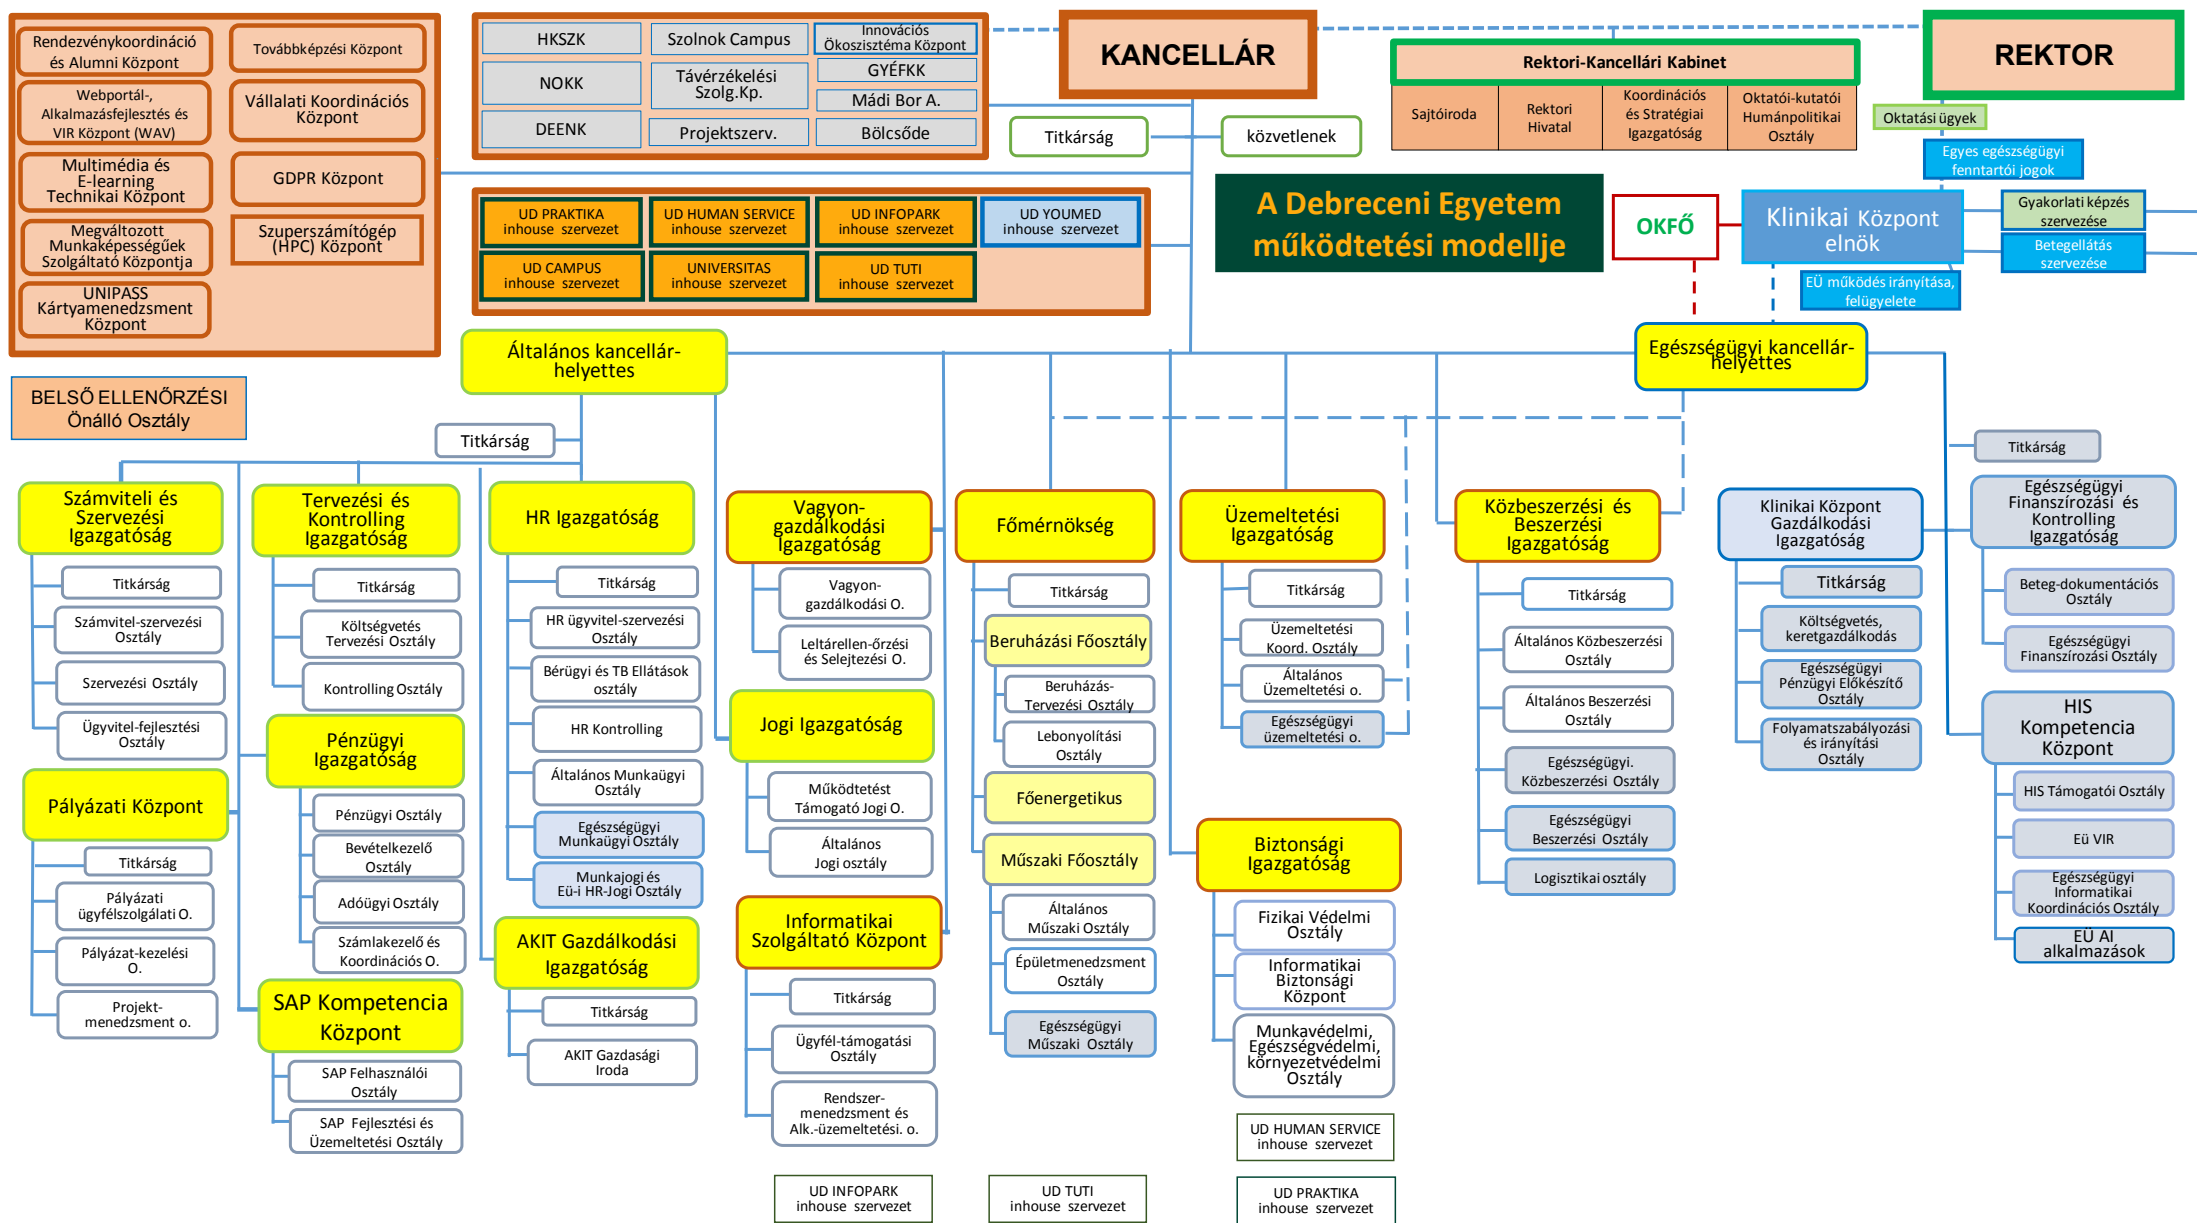 Rendezvénykoordináció
és Alumni Központ
Továbbképzési Központ
Webportál-,
Alkalmazásfejlesztés és
VIR Központ (WAV)
Vállalati Koordinációs
Központ
Multimédia és
E-learning
Technikai Központ
GDPR Központ
Megváltozott
Munkaképességűek
Szolgáltató Központja
Szuperszámítógép
(HPC) Központ
UNIPASS
Kártyamenedzsment
Központ
HKSZK
Szolnok Campus
Innovációs
Ökoszisztéma Központ
NOKK
Távérzékelési
Szolg.Kp.
GYÉFKK
Mádi Bor A.
DEENK
Projektszerv.
Bölcsőde
KANCELLÁR
Titkárság
közvetlenek
Rektori-Kancellári Kabinet
Sajtóiroda
Rektori
Hivatal
Koordinációs
és Stratégiai
Igazgatóság
Oktatói-kutatói
Humánpolitikai
Osztály
REKTOR
Oktatási ügyek
Egyes egészségügyi
fenntartói jogok
UD PRAKTIKA
inhouse szervezet
UD HUMAN SERVICE
inhouse szervezet
UD INFOPARK
inhouse szervezet
UD YOUMED
inhouse szervezet
UD CAMPUS
inhouse szervezet
UNIVERSITAS
inhouse szervezet
UD TUTI
inhouse szervezet
A Debreceni Egyetem
működtetési modellje
OKFŐ
Klinikai Központ
elnök
Gyakorlati képzés
szervezése
Betegellátás
szervezése
EÜ működés irányítása,
felügyelete
Általános kancellár-
helyettes
Egészségügyi kancellár-
helyettes
BELSŐ ELLENŐRZÉSI
Önálló Osztály
Titkárság
Számviteli és
Szervezési
Igazgatóság
Titkárság
Számvitel-szervezési
Osztály
Szervezési Osztály
Ügyvitel-fejlesztési
Osztály
Pályázati Központ
Titkárság
Pályázati
ügyfélszolgálati O.
Pályázat-kezelési
O.
Projekt-
menedzsment o.
Tervezési és
Kontrolling
Igazgatóság
Titkárság
Költségvetés
Tervezési Osztály
Kontrolling Osztály
Pénzügyi
Igazgatóság
Pénzügyi Osztály
Bevételkezelő
Osztály
Adóügyi Osztály
Számlakezelő és
Koordinációs O.
SAP Kompetencia
Központ
SAP Felhasználói
Osztály
SAP Fejlesztési és
Üzemeltetési Osztály
HR Igazgatóság
Titkárság
HR ügyvitel-szervezési
Osztály
Bérügyi és TB Ellátások
osztály
HR Kontrolling
Általános Munkaügyi
Osztály
Egészségügyi
Munkaügyi Osztály
Munkajogi és
Eü-i HR-Jogi Osztály
AKIT Gazdálkodási
Igazgatóság
Titkárság
AKIT Gazdasági
Iroda
Vagyon-
gazdálkodási
Igazgatóság
Vagyon-
gazdálkodási O.
Leltárellen-őrzési
és Selejtezési O.
Jogi Igazgatóság
Működtetést
Támogató Jogi O.
Általános
Jogi osztály
Informatikai
Szolgáltató Központ
Titkárság
Ügyfél-támogatási
Osztály
Rendszer-
menedzsment és
Alk.-üzemeltetési. o.
UD INFOPARK
inhouse szervezet
Főmérnökség
Titkárság
Beruházási Főosztály
Beruházás-
Tervezési Osztály
Lebonyolítási
Osztály
Főenergetikus
Műszaki Főosztály
Általános
Műszaki Osztály
Épületmenedzsment
Osztály
Egészségügyi
Műszaki Osztály
UD TUTI
inhouse szervezet
Üzemeltetési
Igazgatóság
Titkárság
Üzemeltetési
Koord. Osztály
Általános
Üzemeltetési o.
Egészségügyi
üzemeltetési o.
Biztonsági
Igazgatóság
Fizikai Védelmi
Osztály
Informatikai
Biztonsági
Központ
Munkavédelmi,
Egészségvédelmi,
környezetvédelmi
Osztály
UD HUMAN SERVICE
inhouse szervezet
UD PRAKTIKA
inhouse szervezet
Közbeszerzési és
Beszerzési
Igazgatóság
Titkárság
Általános Közbeszerzési
Osztály
Általános Beszerzési
Osztály
Egészségügyi.
Közbeszerzési Osztály
Egészségügyi
Beszerzési Osztály
Logisztikai osztály
Klinikai Központ
Gazdálkodási
Igazgatóság
Titkárság
Költségvetés,
keretgazdálkodás
Egészségügyi
Pénzügyi Előkészítő
Osztály
Folyamatszabályozási
és irányítási
Osztály
Titkárság
Egészségügyi
Finanszírozási és
Kontrolling
Igazgatóság
Beteg-dokumentációs
Osztály
Egészségügyi
Finanszírozási Osztály
HIS
Kompetencia
Központ
HIS Támogatói Osztály
Eü VIR
Egészségügyi
Informatikai
Koordinációs Osztály
EÜ AI
alkalmazások